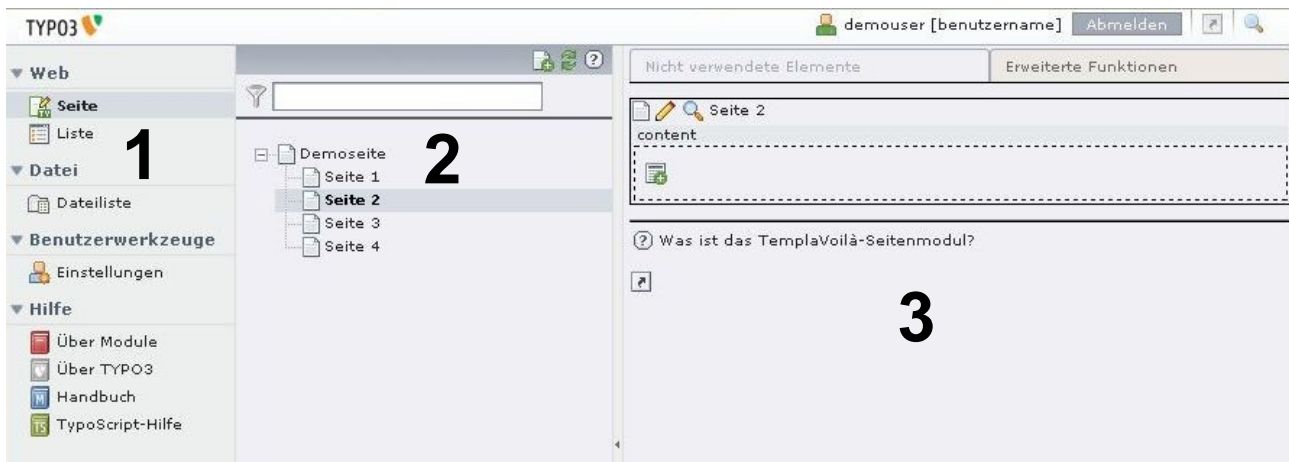 TYPO3
demouser [benutzername] Abmelden
Web
Seite
Liste
1
Datei
Dateiliste
Benutzerwerkzeuge
Einstellungen
Hilfe
Über Module
Über TYPO3
Handbuch
TypoScript-Hilfe
Demoseite
2
Seite 1
Seite 2
Seite 3
Seite 4
Nicht verwendete Elemente
Erweiterte Funktionen
Seite 2
content
Was ist das TemplaVoilà-Seitenmodul?
3